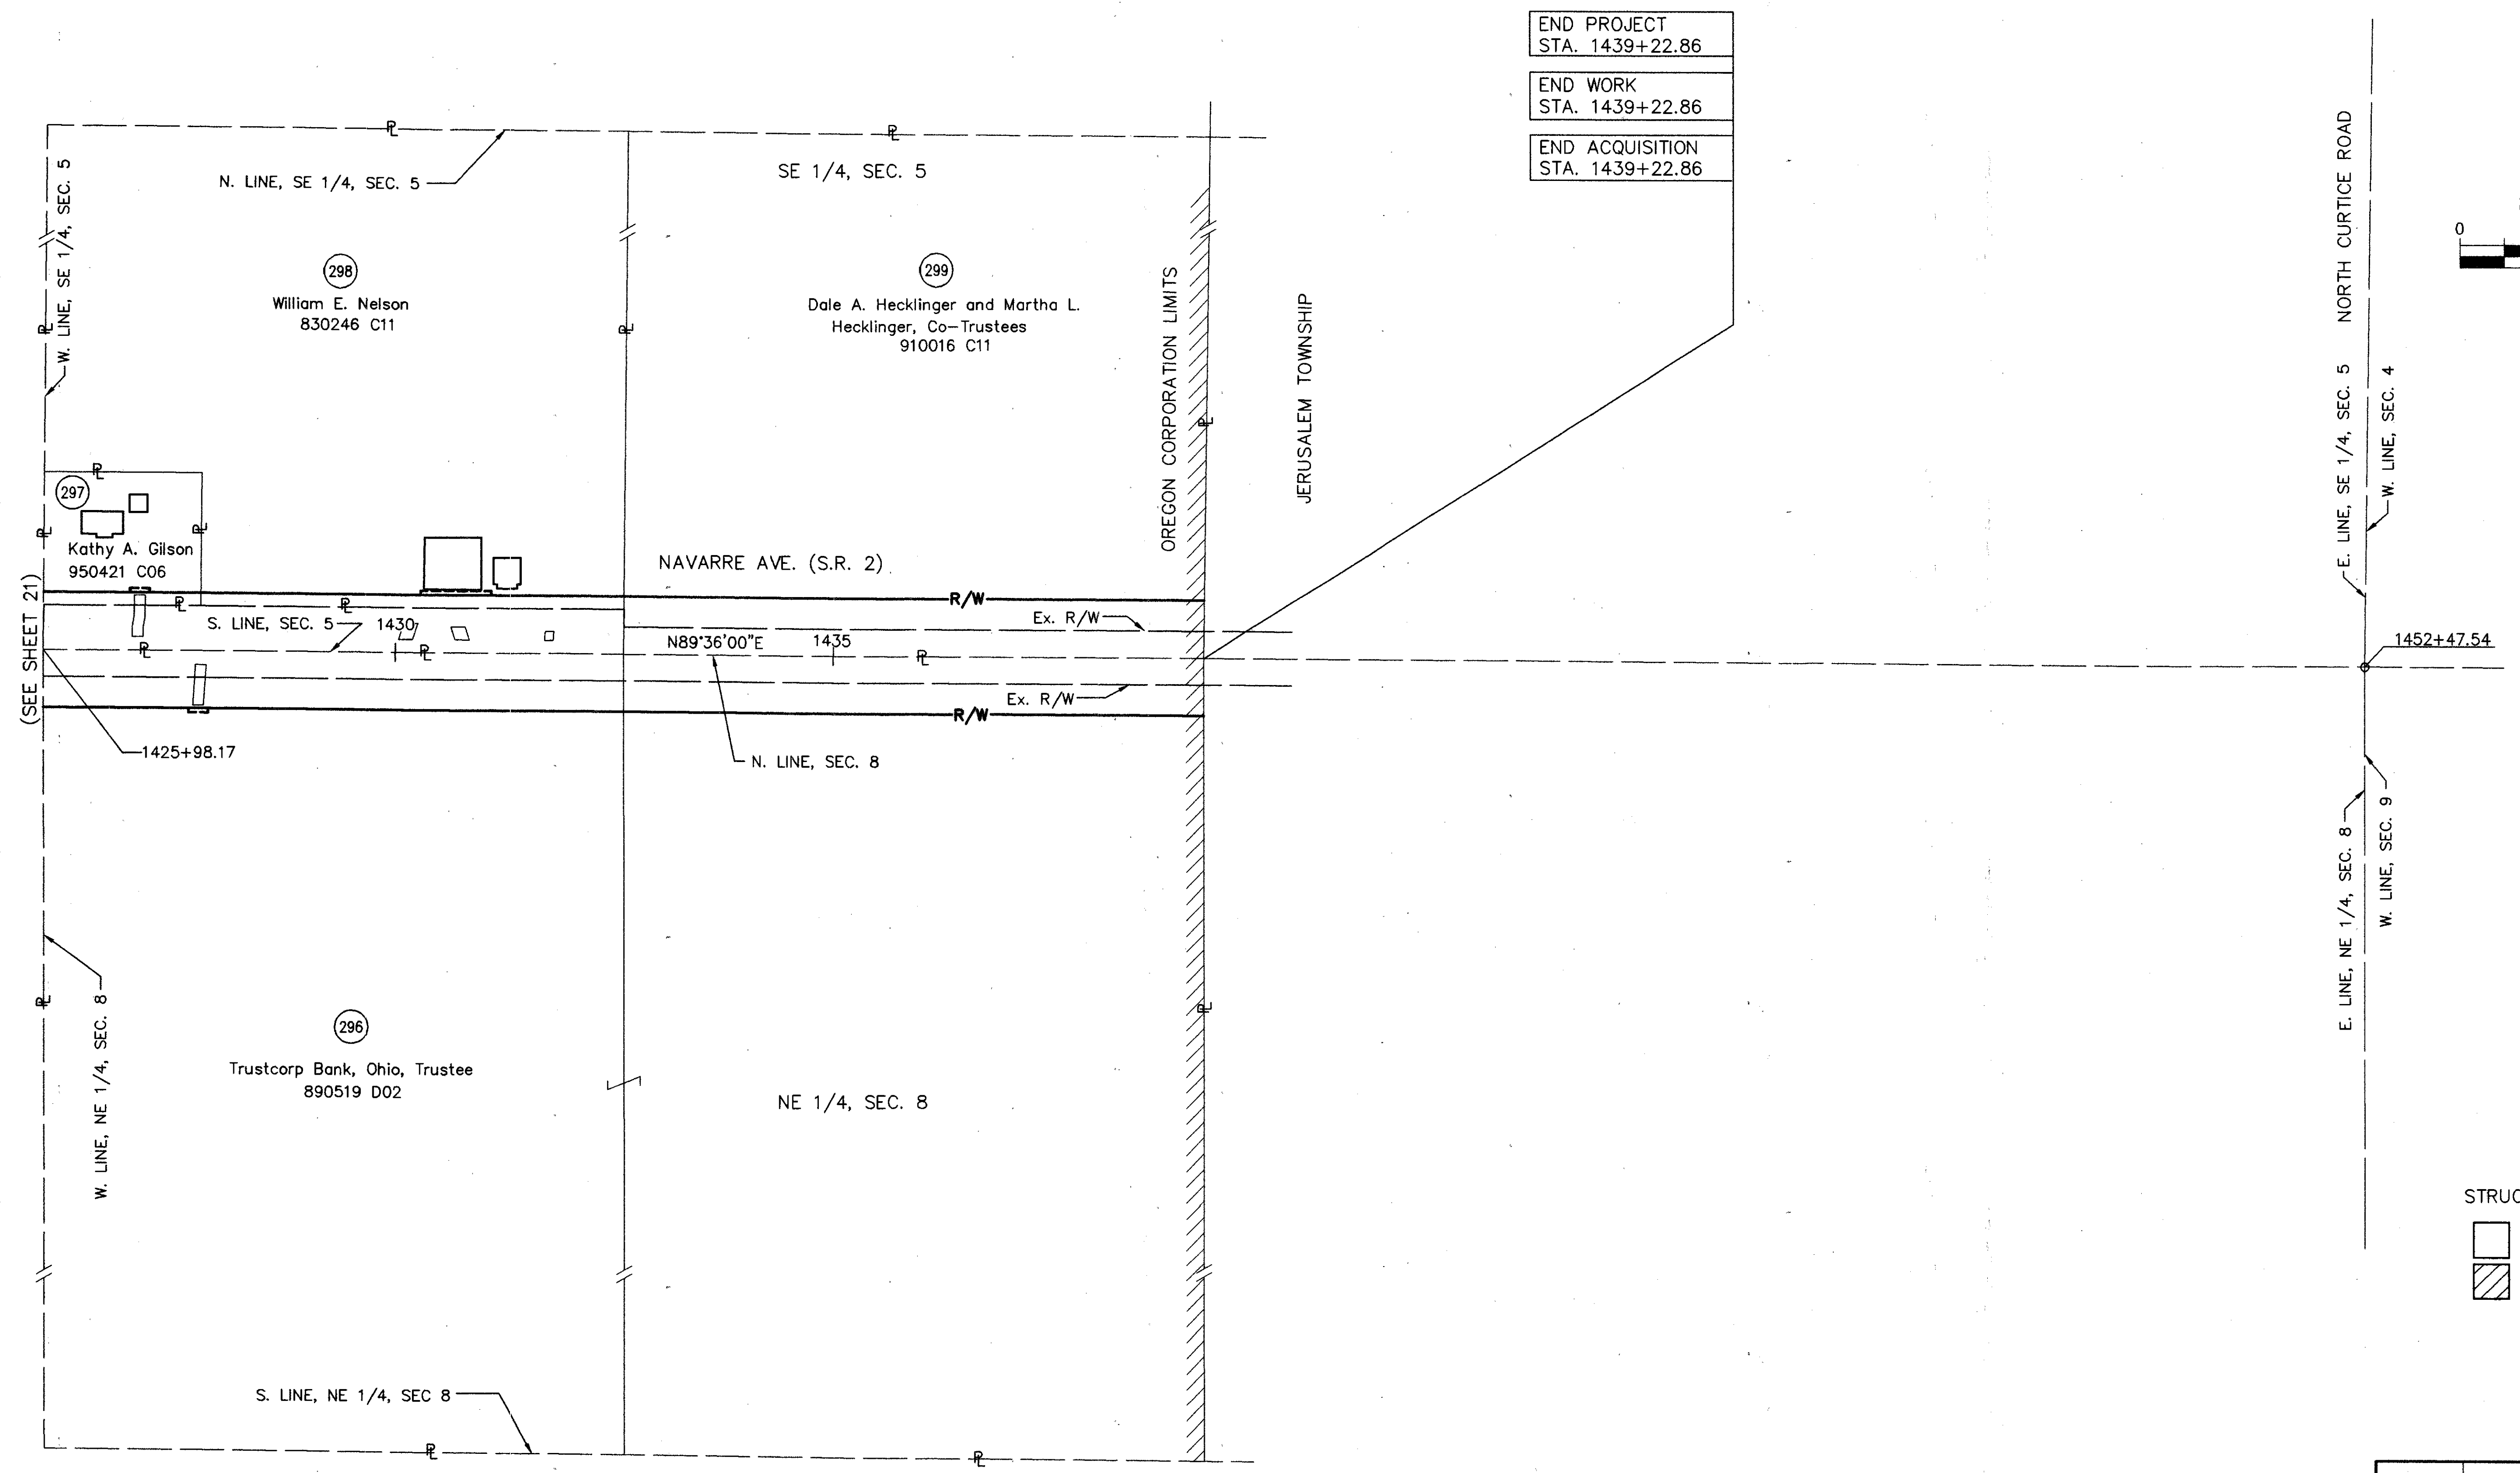 END PROJECT
STA. 1439+22.86
END WORK
STA. 1439+22.86
END ACQUISITION
STA. 1439+22.86
NORTH CURTICE ROAD
0
W. LINE, SE 1/4, SEC. 5
N. LINE, SE 1/4, SEC. 5
SE 1/4, SEC. 5
298
William E. Nelson
830246 C11
299
Dale A. Hecklinger and Martha L.
Hecklinger, Co-Trustees
910016 C11
OREGON CORPORATION LIMITS
JERUSALEM TOWNSHIP
E. LINE, SE 1/4, SEC. 5
W. LINE, SEC. 4
297
Kathy A. Gilson
950421 C06
NAVARRE AVE. (S.R. 2)
(SEE SHEET 21)
R/W
Ex. R/W
S. LINE, SEC. 5
1430
N89°36'00"E
1435
1452+47.54
Ex. R/W
R/W
1425+98.17
N. LINE, SEC. 8
E. LINE, NE 1/4, SEC. 8
W. LINE, SEC. 9
W. LINE, NE 1/4, SEC. 8
296
Trustcorp Bank, Ohio, Trustee
890519 D02
NE 1/4, SEC. 8
STRUC
S. LINE, NE 1/4, SEC 8